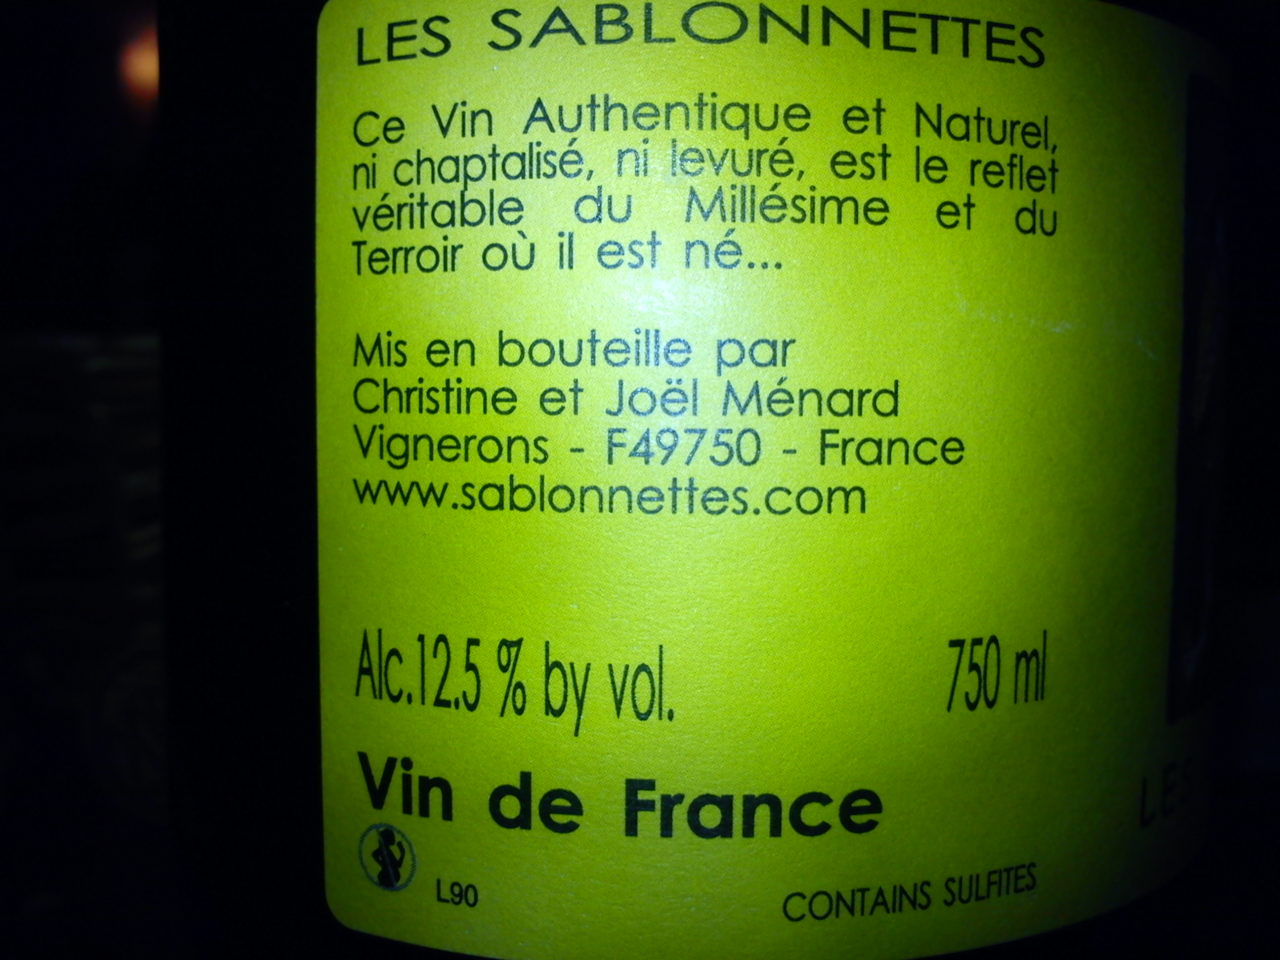 LES SABLONNETTES
Ce Vin Authentique et Naturel,
ni chaptalisé, ni levuré, est le reflet
véritable du Millésime et du
Terroir où il est né...
Mis en bouteille par
Christine et Joël Ménard
Vignerons - F49750 - France
www.sablonnettes.com
Alc.12.5 % by vol. 750 ml
Vin de France
L90 CONTAINS SULFITES
LES